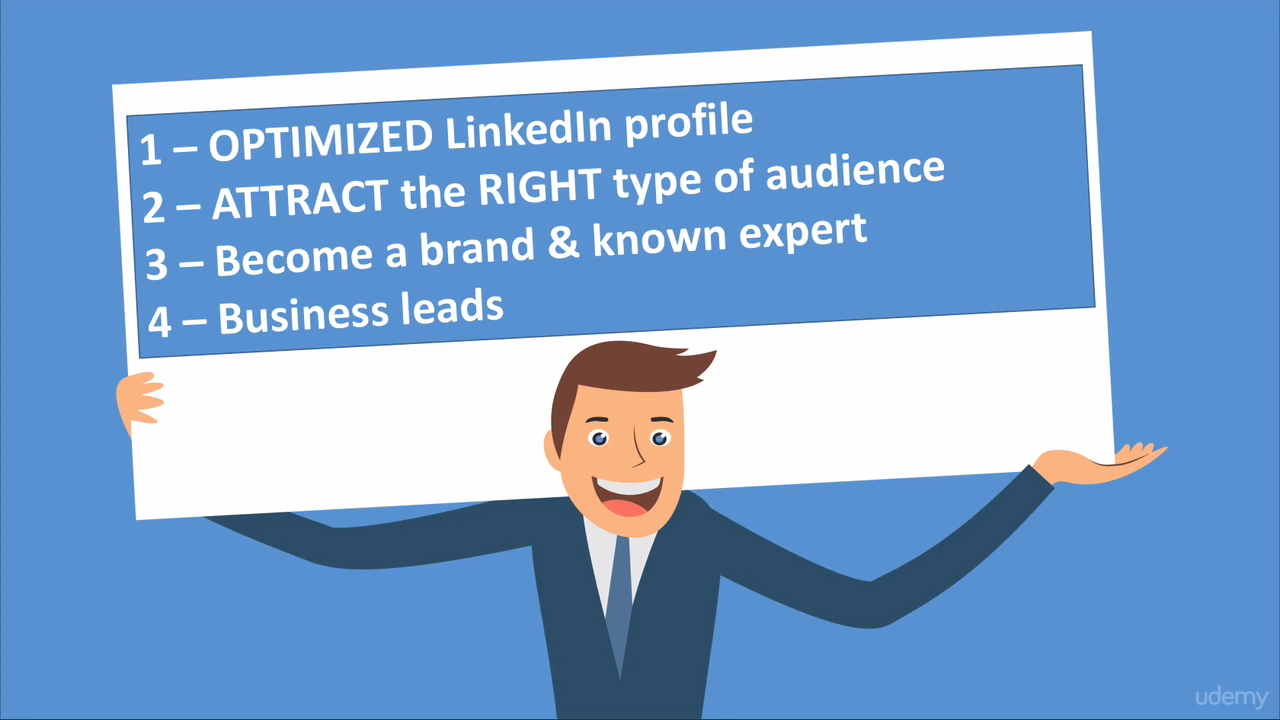 1 – OPTIMIZED LinkedIn profile
2 – ATTRACT the RIGHT type of audience
3 – Become a brand & known expert
4 – Business leads
udemy